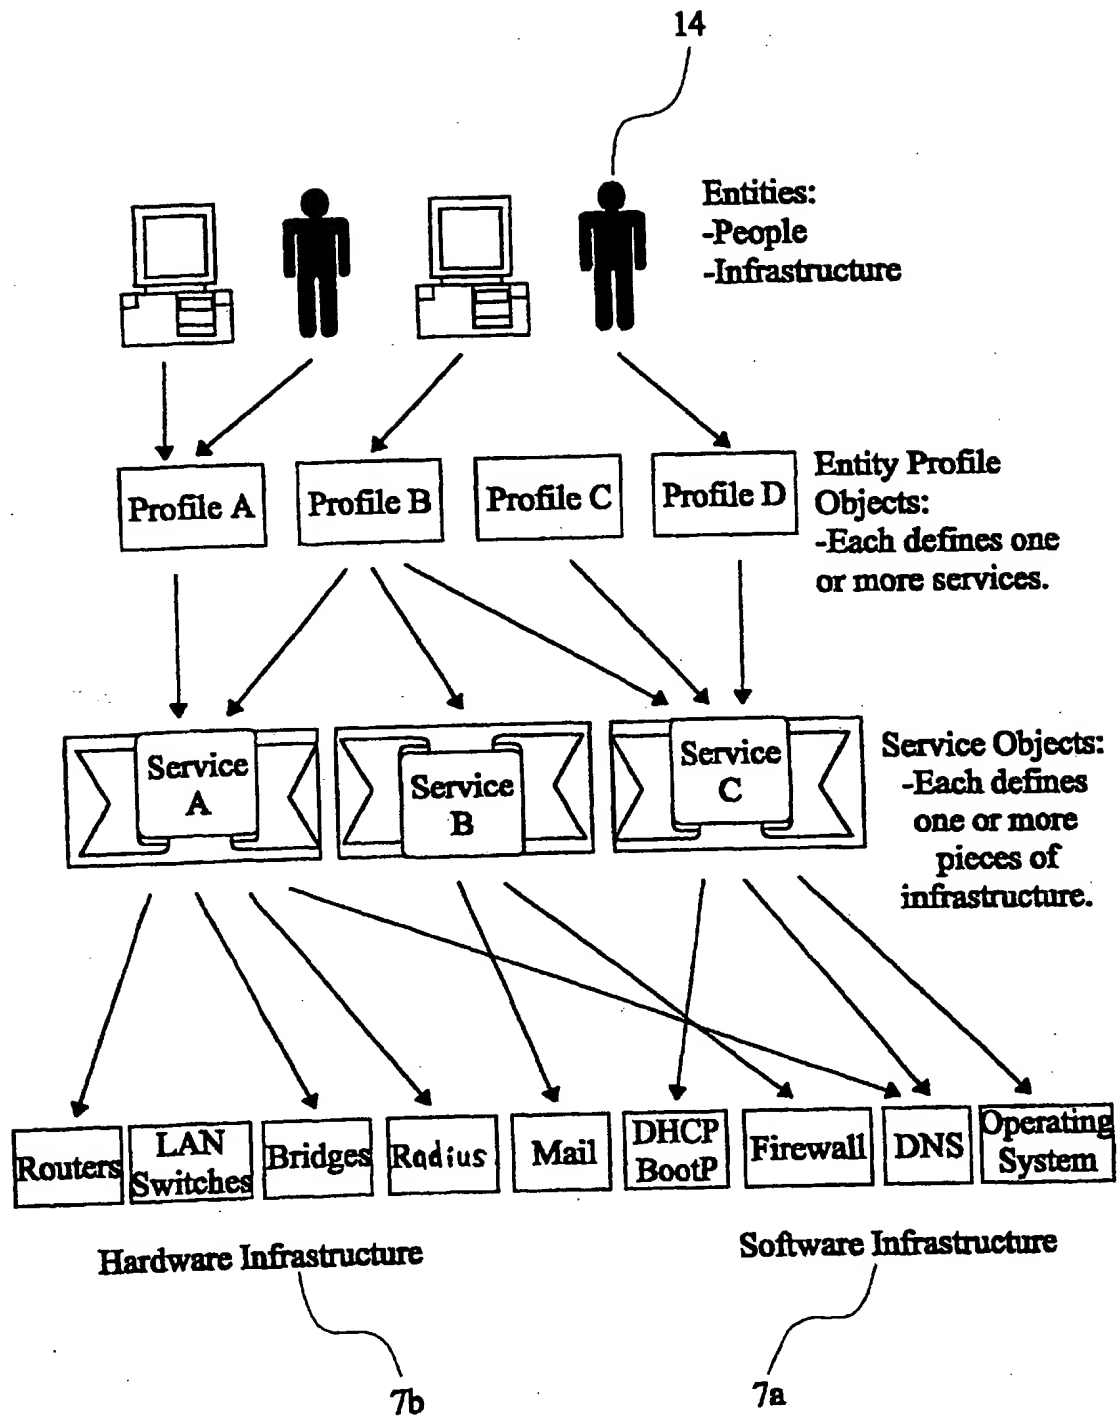 14
Entities:
-People
-Infrastructure
Profile A
Profile B
Profile C
Profile D
Entity Profile
Objects:
-Each defines one
or more services.
Service
A
Service
B
Service
C
Service Objects:
-Each defines
one or more
pieces of
infrastructure.
Routers
LAN
Switches
Bridges
Radius
Mail
DHCP
BootP
Firewall
DNS
Operating
System
Hardware Infrastructure
Software Infrastructure
7b
7a